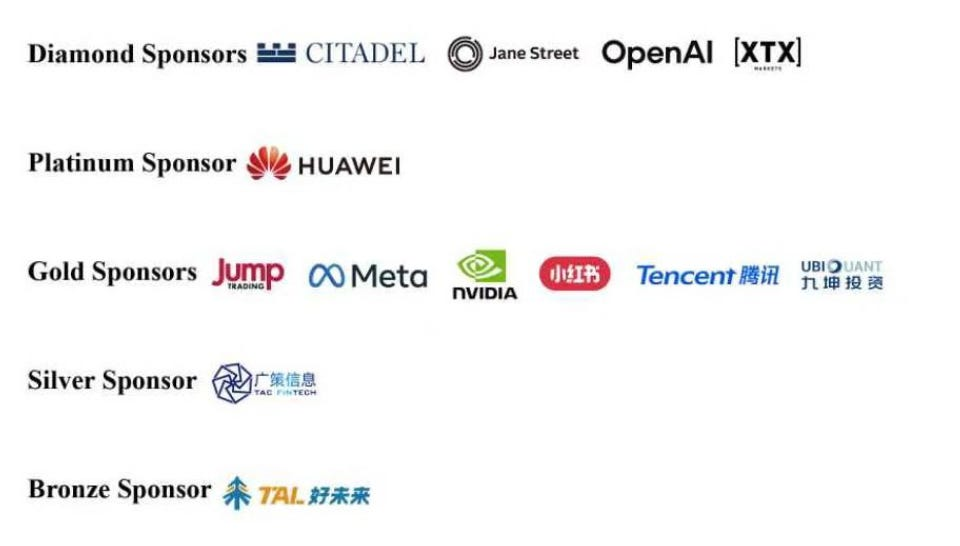 Diamond Sponsors CITADEL Jane Street OpenAI [XTX]
MARKETS
Platinum Sponsor HUAWEI
Gold Sponsors Jump Meta NVIDIA 小红书 Tencent 腾讯 UBIQUANT
TRADING 九坤投资
Silver Sponsor 广策信息
TAC FINTECH
Bronze Sponsor TAL 好未来